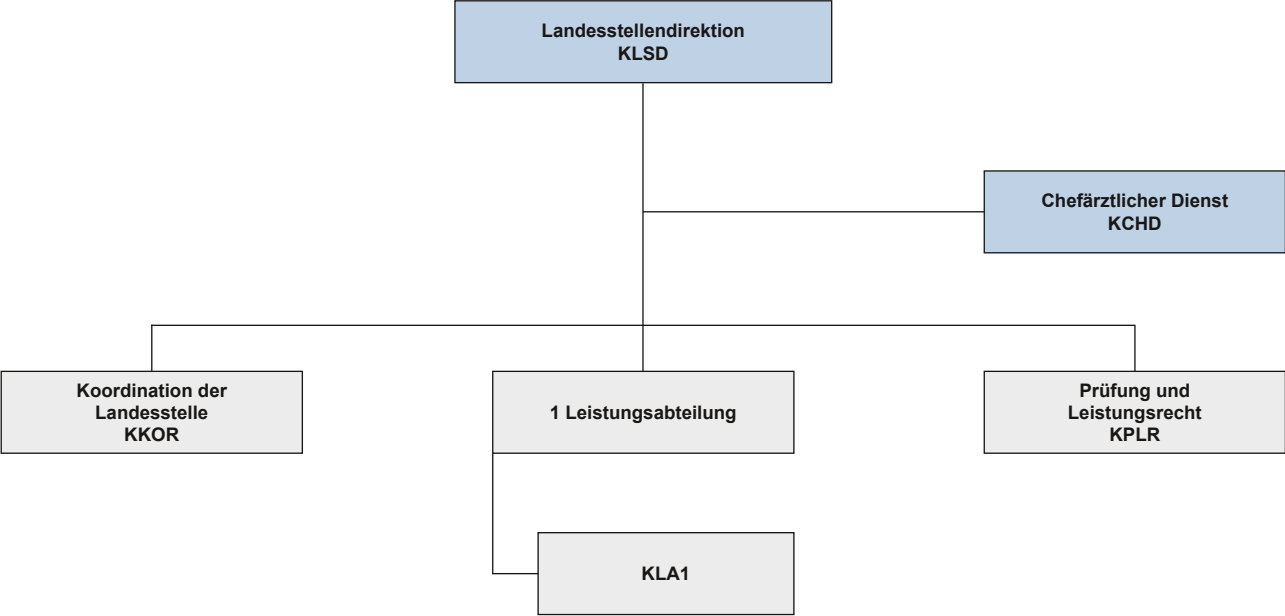 Landesstellendirektion
KLSD
Chefärztlicher Dienst
KCHD
Koordination der
Landesstelle
KKOR
1 Leistungsabteilung
Prüfung und
Leistungsrecht
KPLR
KLA1